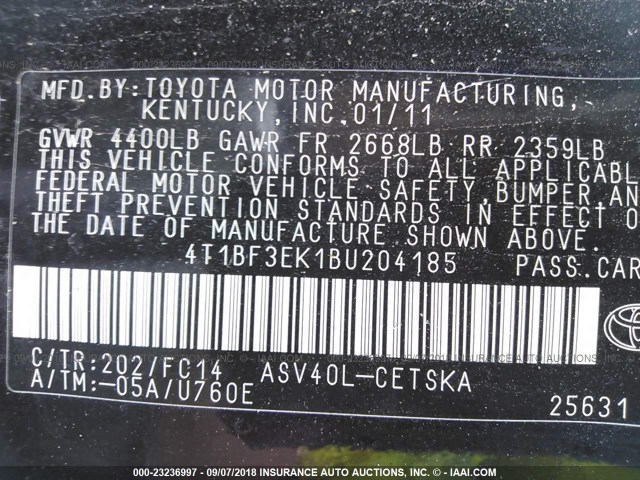 MFD. BY: TOYOTA MOTOR MANUFACTURING,
KENTUCKY, INC. 01/11
GVWR 4400LB GAWR FR 2668LB RR 2359LB
THIS VEHICLE CONFORMS TO ALL APPLICABL
FEDERAL MOTOR VEHICLE SAFETY, BUMPER, AN
THEFT PREVENTION STANDARDS IN EFFECT O
THE DATE OF MANUFACTURE SHOWN ABOVE.
4T1BF3EK1BU204185 PASS. CAR
C/TR: 202/FC14 ASV40L-CETSKA
A/TM: -05A/U760E
25631
000-23236997 - 09/07/2018 INSURANCE AUTO AUCTIONS, INC. - © - IAAI.COM